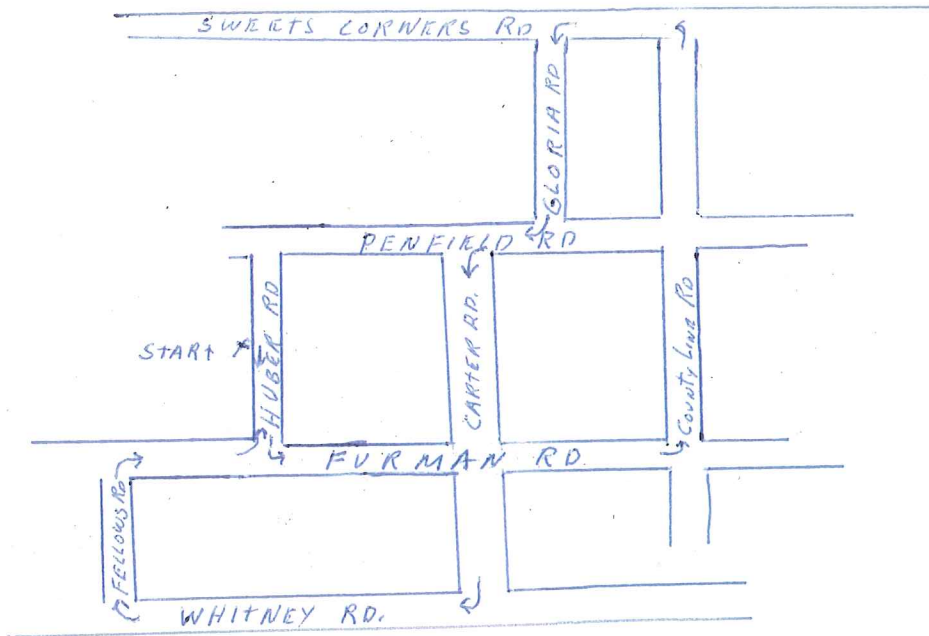 SWEETS CORNERS RD
GLORIA RD
PENFIELD RD
HUBER RD
CARTER RD.
COUNTY LINE RD
START X
FURMAN RD
FELLOWS RD
WHITNEY RD.